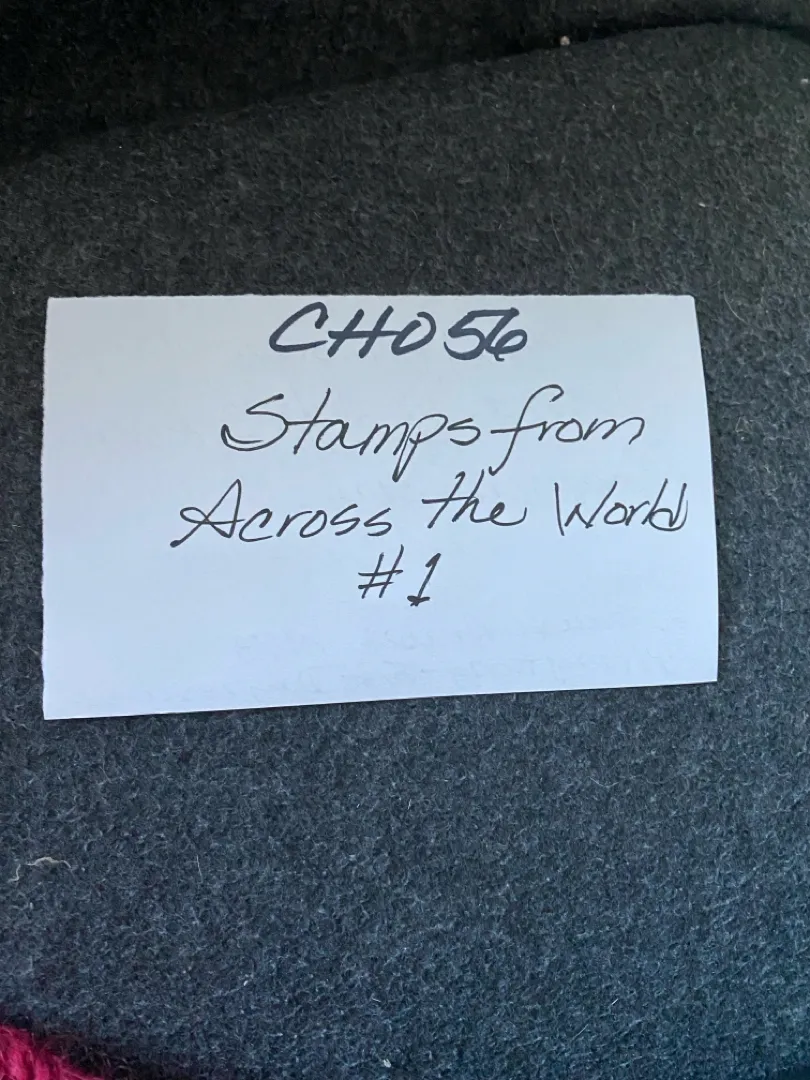 CH056
Stamps from
Across the World
#1